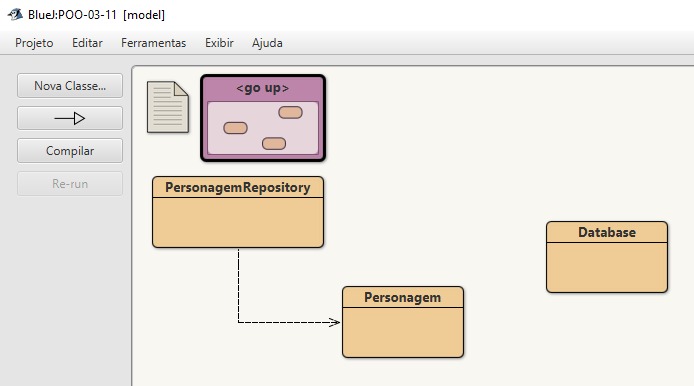 BlueJ:POO-03-11 [model]
Projeto Editar Ferramentas Exibir Ajuda
Nova Classe...
<go up>
Compilar
Re-run
PersonagemRepository
Database
Personagem